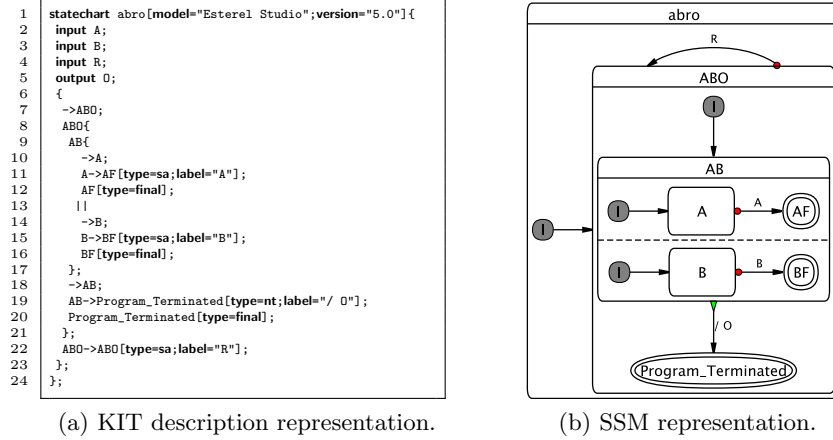 1 statechart abro[model="Esterel Studio";version="5.0"]{
2 input A;
3 input B;
4 input R;
5 output O;
6 {
7 ->ABO;
8 ABO{
9 AB{
10 ->A;
11 A->AF[type=sa;label="A"];
12 AF[type=final];
13 ||
14 ->B;
15 B->BF[type=sa;label="B"];
16 BF[type=final];
17 };
18 ->AB;
19 AB->Program_Terminated[type=nt;label="/ O"];
20 Program_Terminated[type=final];
21 };
22 ABO->ABO[type=sa;label="R"];
23 };
24 };
(a) KIT description representation.
abro
R
ABO
I
AB
I A A AF
I
I B B BF
/ O
Program_Terminated
(b) SSM representation.